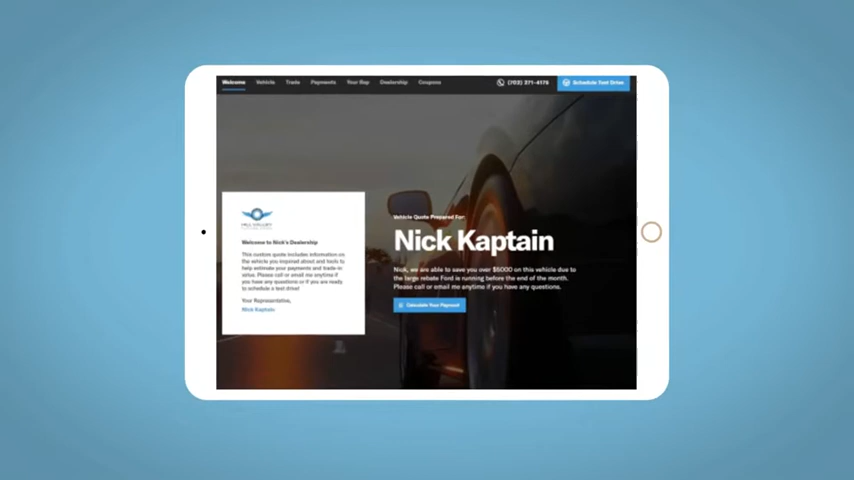 Welcome Vehicle Trade Payments Your Rep Dealership Coupons (702) 271-4178 Schedule Test Drive
HILL VALLEY
Welcome to Nick's Dealership
This custom quote includes information on
the vehicle you inquired about and tools to
help estimate your payments and trade-in
value. Please call or email me anytime if
you have any questions or if you are ready
to schedule a test drive!
Your Representative,
Nick Kaptain
Vehicle Quote Prepared For:
Nick Kaptain
Nick, we are able to save you over $5000 on this vehicle due to
the large rebate Ford is running before the end of the month.
Please call or email me anytime if you have any questions.
Calculate Your Payment